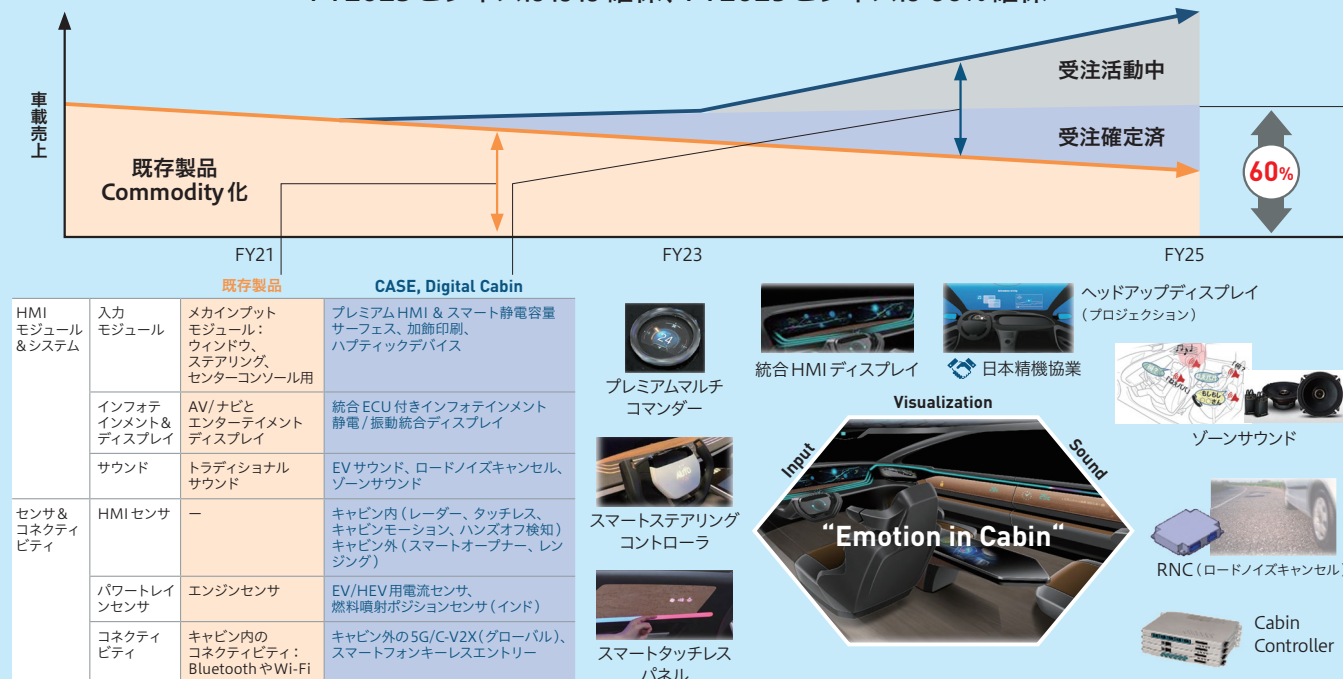 車載売上
受注活動中
受注確定済
60%
既存製品
Commodity化
FY21
FY23
FY25
既存製品
CASE, Digital Cabin
HMI
モジュール
&システム
入力
モジュール
メカインプット
モジュール：
ウィンドウ、
ステアリング、
センターコンソール用
プレミアムHMI & スマート静電容量
サーフェス、加飾印刷、
ハプティックデバイス
インフォテ
インメント&
ディスプレイ
AV/ナビと
エンターテイメント
ディスプレイ
統合ECU付きインフォテインメント
静電/振動統合ディスプレイ
サウンド
トラディショナル
サウンド
EVサウンド、ロードノイズキャンセル、
ゾーンサウンド
センサ&
コネクティ
ビティ
HMIセンサ
―
キャビン内（レーダー、タッチレス、
キャビンモーション、ハンズオフ検知）
キャビン外（スマートオープナー、レン
ジング）
パワートレイ
ンセンサ
エンジンセンサ
EV/HEV用電流センサ、
燃料噴射ポジションセンサ（インド）
コネクティ
ビティ
キャビン内の
コネクティビティ：
BluetoothやWi-Fi
キャビン外の5G/C-V2X（グローバル）、
スマートフォンキーレスエントリー
24
プレミアムマルチ
コマンダー
統合HMIディスプレイ
日本精機協業
ヘッドアップディスプレイ
（プロジェクション）
ゾーンサウンド
スマートステアリング
コントローラ
スマートタッチレス
パネル
Visualization
Input
Sound
“Emotion in Cabin“
RNC（ロードノイズキャンセル）
Cabin
Controller